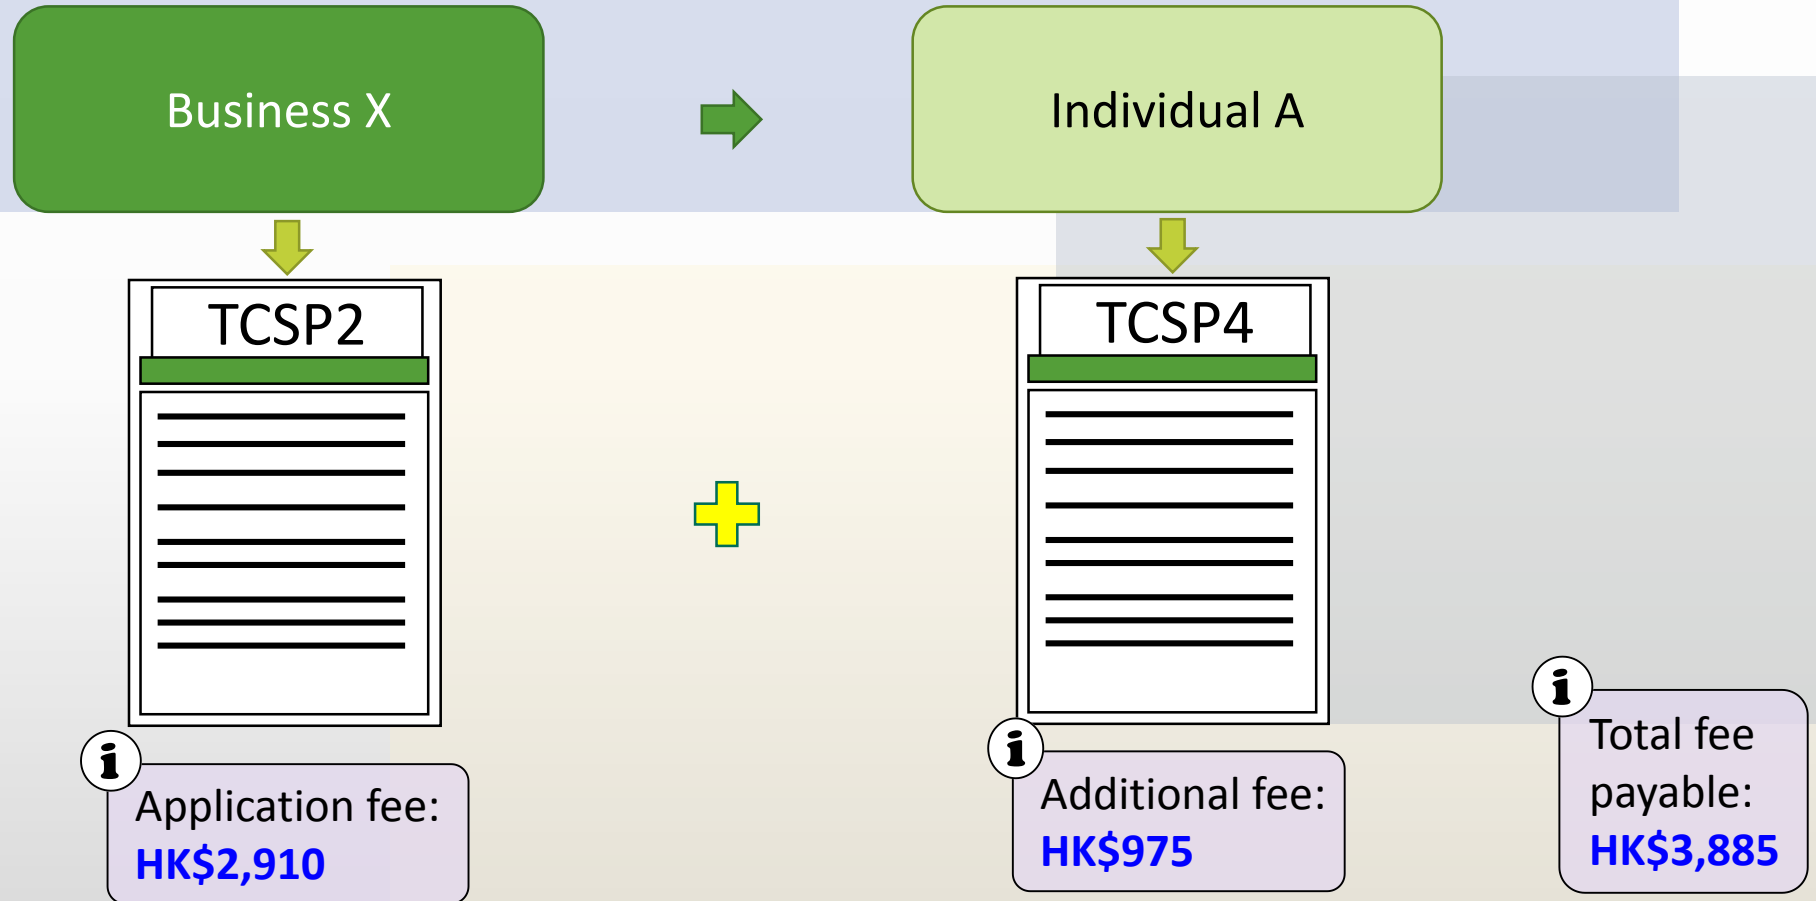 Business X
Individual A
TCSP2
TCSP4
Application fee:
HK$2,910
Additional fee:
HK$975
Total fee
payable:
HK$3,885